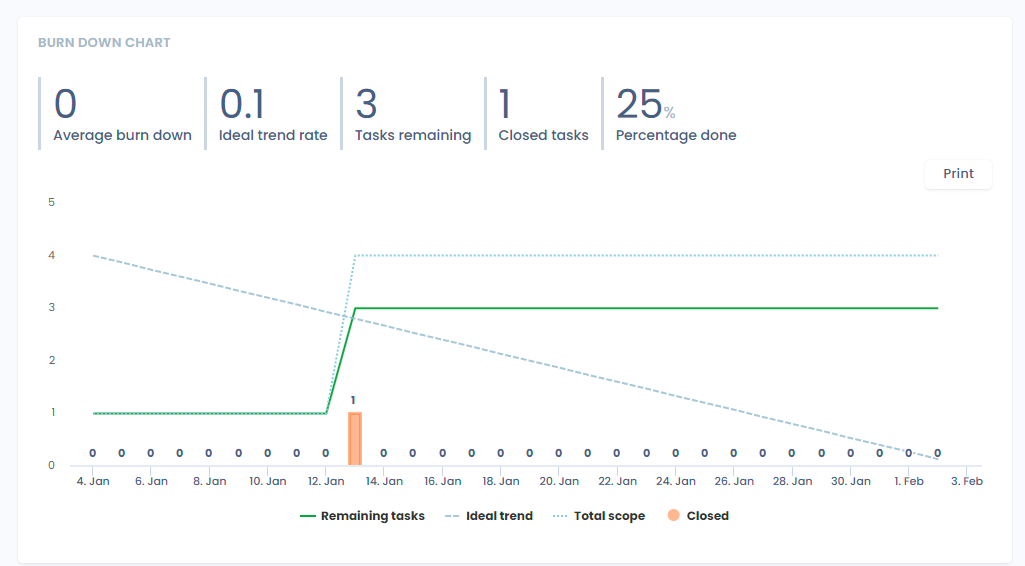 BURN DOWN CHART
0 0.1 3 1 25%
Average burn down Ideal trend rate Tasks remaining Closed tasks Percentage done
Print
5
4
3
2
1
1
0 0 0 0 0 0 0 0 0 0 0 0 0 0 0 0 0 0 0 0 0 0 0 0 0 0 0 0 0
0
4. Jan 6. Jan 8. Jan 10. Jan 12. Jan 14. Jan 16. Jan 18. Jan 20. Jan 22. Jan 24. Jan 26. Jan 28. Jan 30. Jan 1. Feb 3. Feb
Remaining tasks Ideal trend Total scope Closed